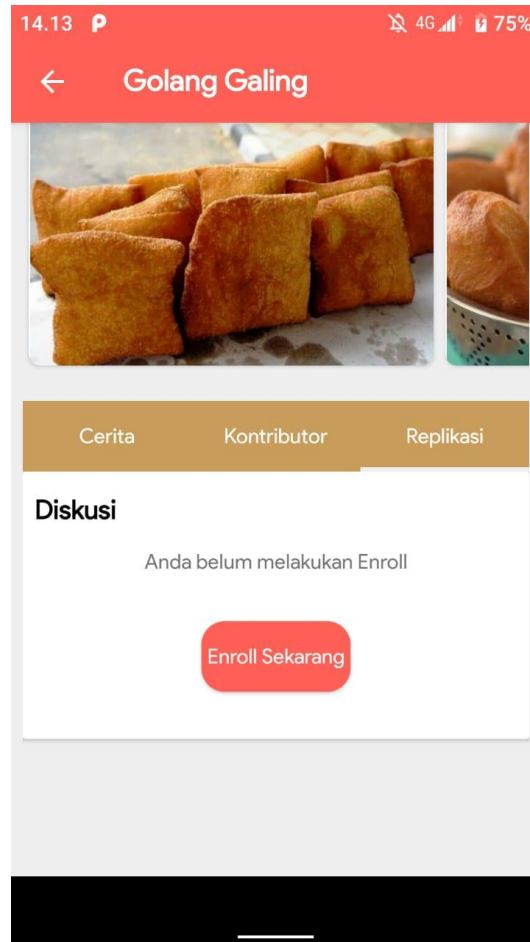 14.13 4G 75%
Golang Galing
Cerita Kontributor Replikasi
Diskusi
Anda belum melakukan Enroll
Enroll Sekarang